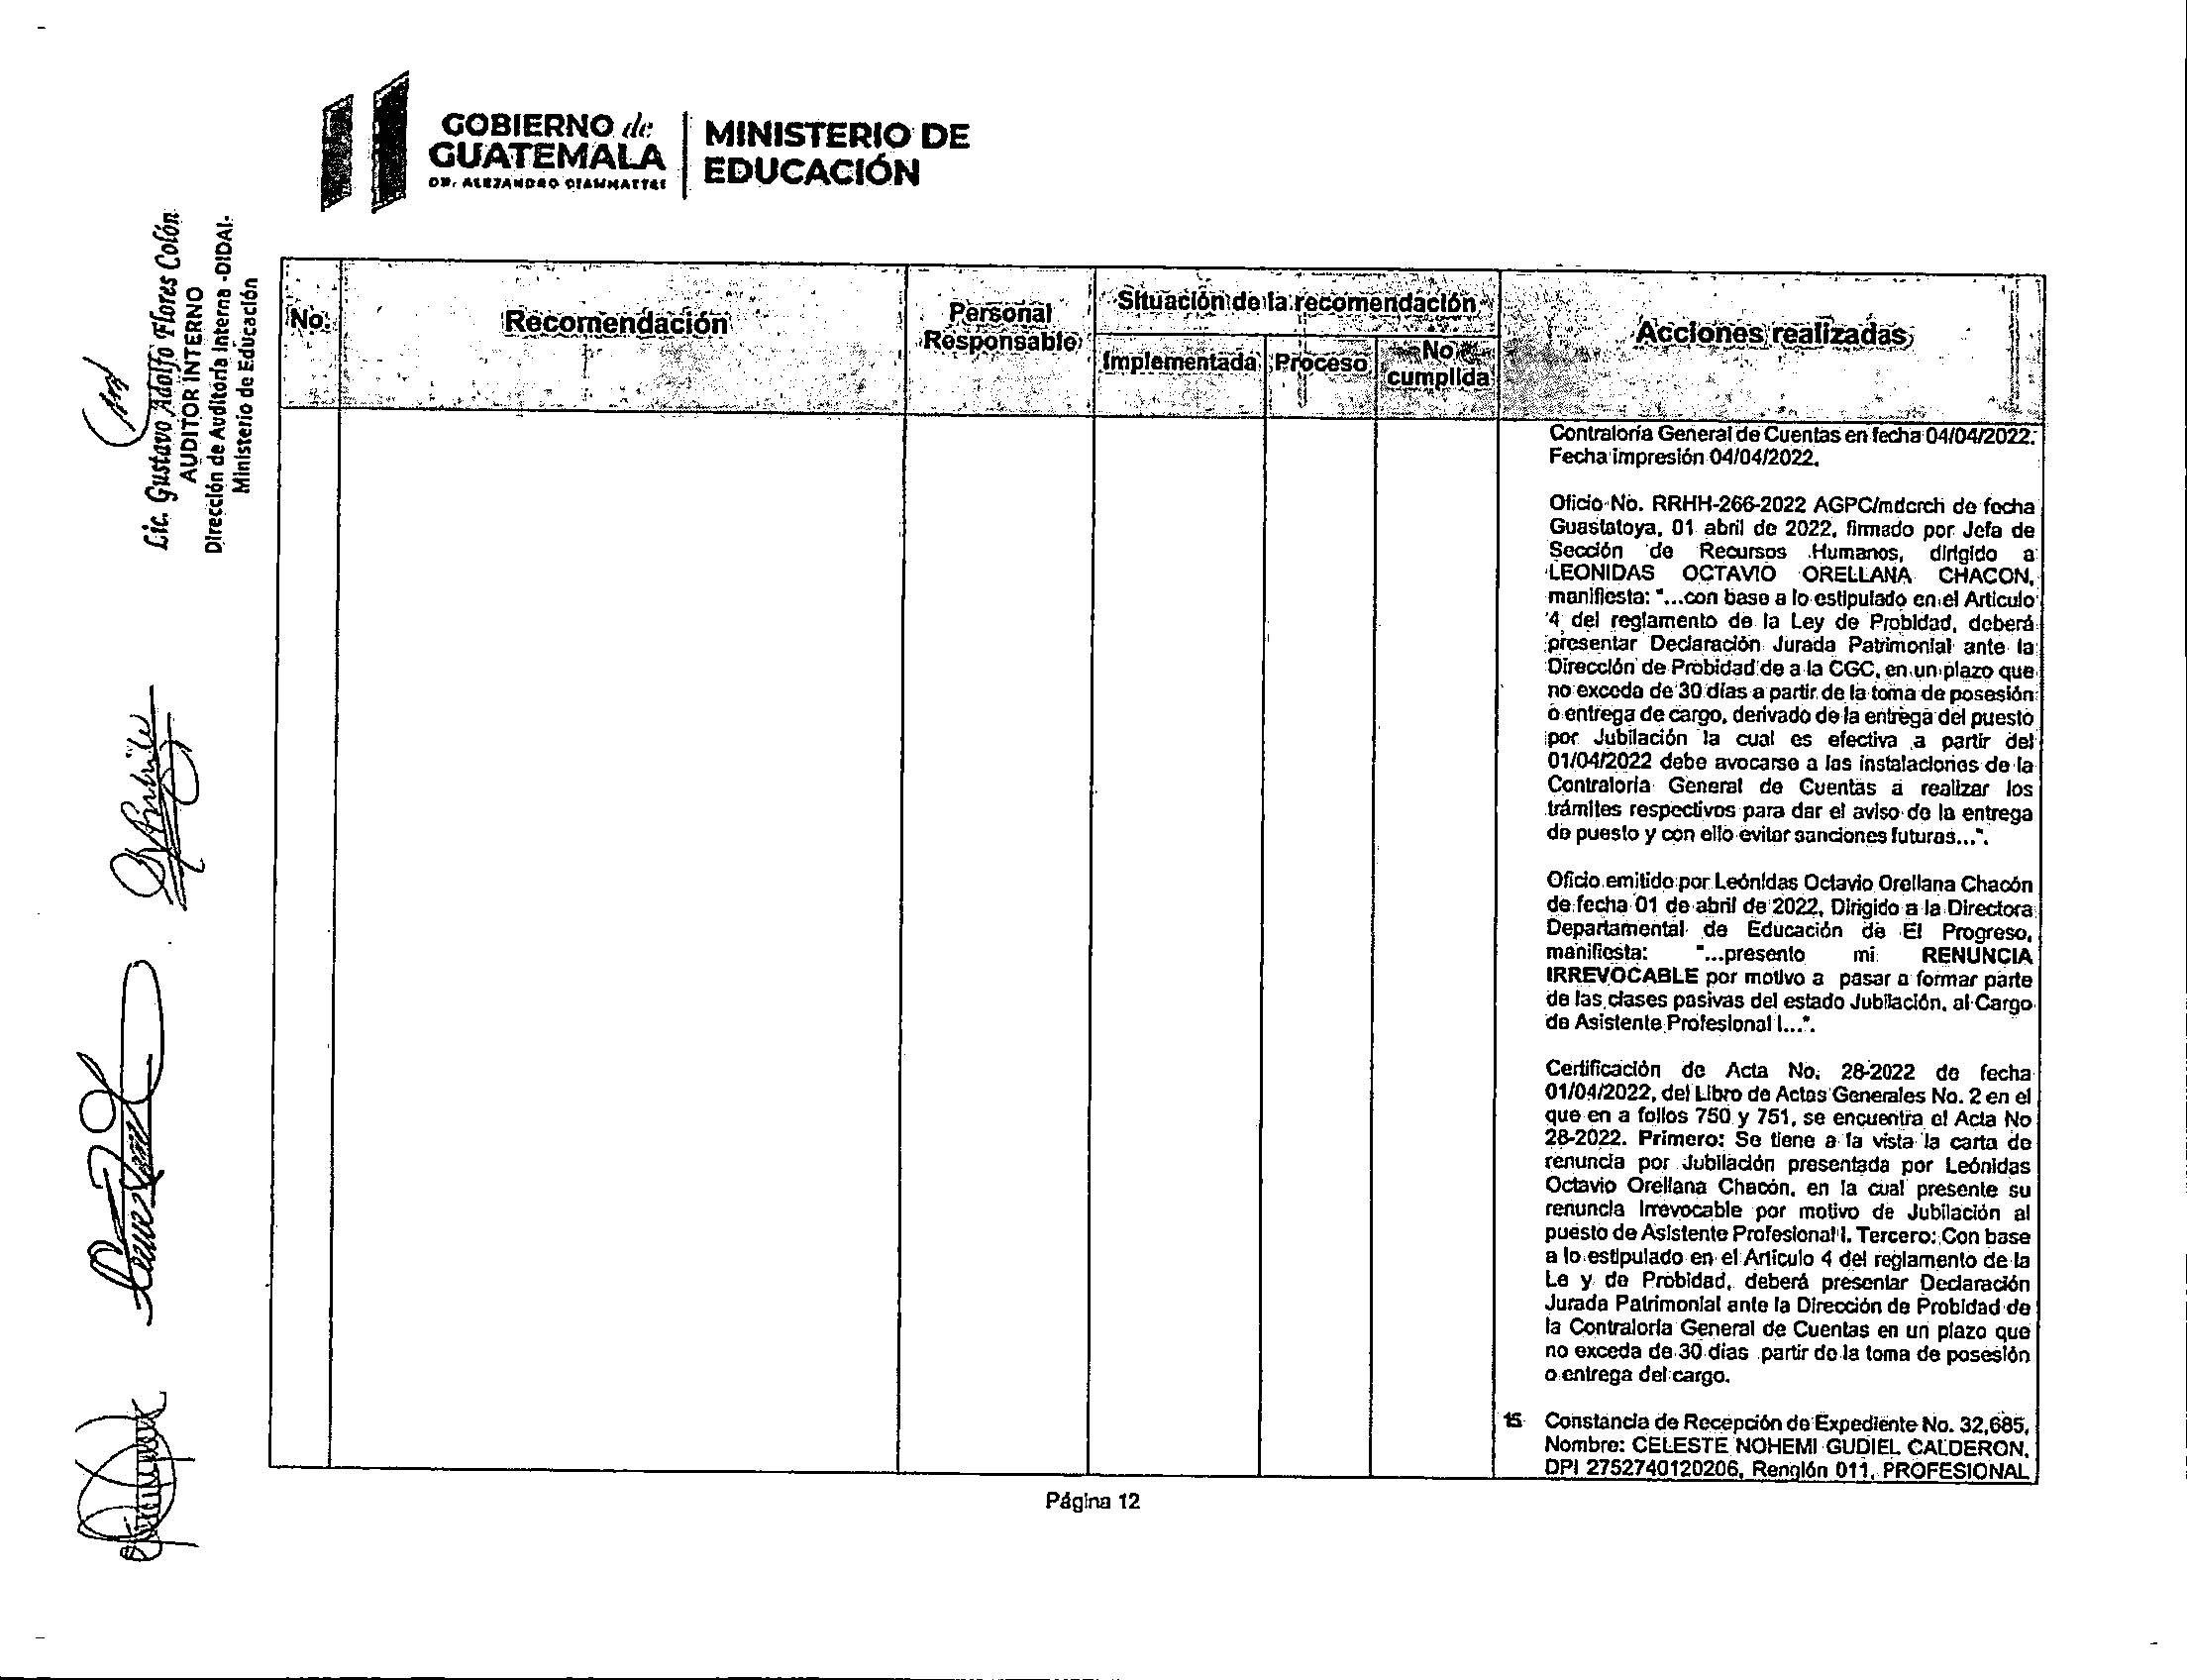 GOBIERNO de
GUATEMALA
DR. ALEJANDRO GIAMMATTEI
MINISTERIO DE
EDUCACIÓN
Lic. Gustavo Adolfo Flores Colón
AUDITOR INTERNO
Dirección de Auditoría Interna -DIDAI-
Ministerio de Educación
No.
Recomendación
Personal
Responsable
Situación de la recomendación
Implementada
Proceso
No
cumplida
Acciones realizadas
Contraloría General de Cuentas en fecha 04/04/2022.
Fecha impresión 04/04/2022.
Oficio No. RRHH-266-2022 AGPC/mdcrch de fecha
Guastatoya, 01 abril de 2022, firmado por Jefa de
Sección de Recursos Humanos, dirigido a
LEONIDAS OCTAVIO ORELLANA CHACON,
manifiesta: "...con base a lo estipulado en el Artículo
4 del reglamento de la Ley de Probidad, deberá
presentar Declaración Jurada Patrimonial ante la
Dirección de Probidad de a la CGC, en un plazo que
no exceda de 30 días a partir de la toma de posesión
o entrega de cargo, derivado de la entrega del puesto
por Jubilación la cual es efectiva a partir del
01/04/2022 debe avocarse a las instalaciones de la
Contraloría General de Cuentas a realizar los
trámites respectivos para dar el aviso de la entrega
de puesto y con ello evitar sanciones futuras...".
Oficio emitido por Leónidas Octavio Orellana Chacón
de fecha 01 de abril de 2022, Dirigido a la Directora
Departamental de Educación de El Progreso,
manifiesta: "...presento mi RENUNCIA
IRREVOCABLE por motivo a pasar a formar parte
de las clases pasivas del estado Jubilación, al Cargo
de Asistente Profesional I...".
Certificación de Acta No. 28-2022 de fecha
01/04/2022, del Libro de Actas Generales No. 2 en el
que en a folios 750 y 751, se encuentra el Acta No
28-2022. Primero: Se tiene a la vista la carta de
renuncia por Jubilación presentada por Leónidas
Octavio Orellana Chacón, en la cual presente su
renuncia Irrevocable por motivo de Jubilación al
puesto de Asistente Profesional I. Tercero: Con base
a lo estipulado en el Artículo 4 del reglamento de la
Le y de Probidad, deberá presentar Declaración
Jurada Patrimonial ante la Dirección de Probidad de
la Contraloría General de Cuentas en un plazo que
no exceda de 30 días partir de la toma de posesión
o entrega del cargo.
15 Constancia de Recepción de Expediente No. 32,685,
Nombre: CELESTE NOHEMI GUDIEL CALDERON,
DPI 2752740120206, Renglón 011, PROFESIONAL
Página 12